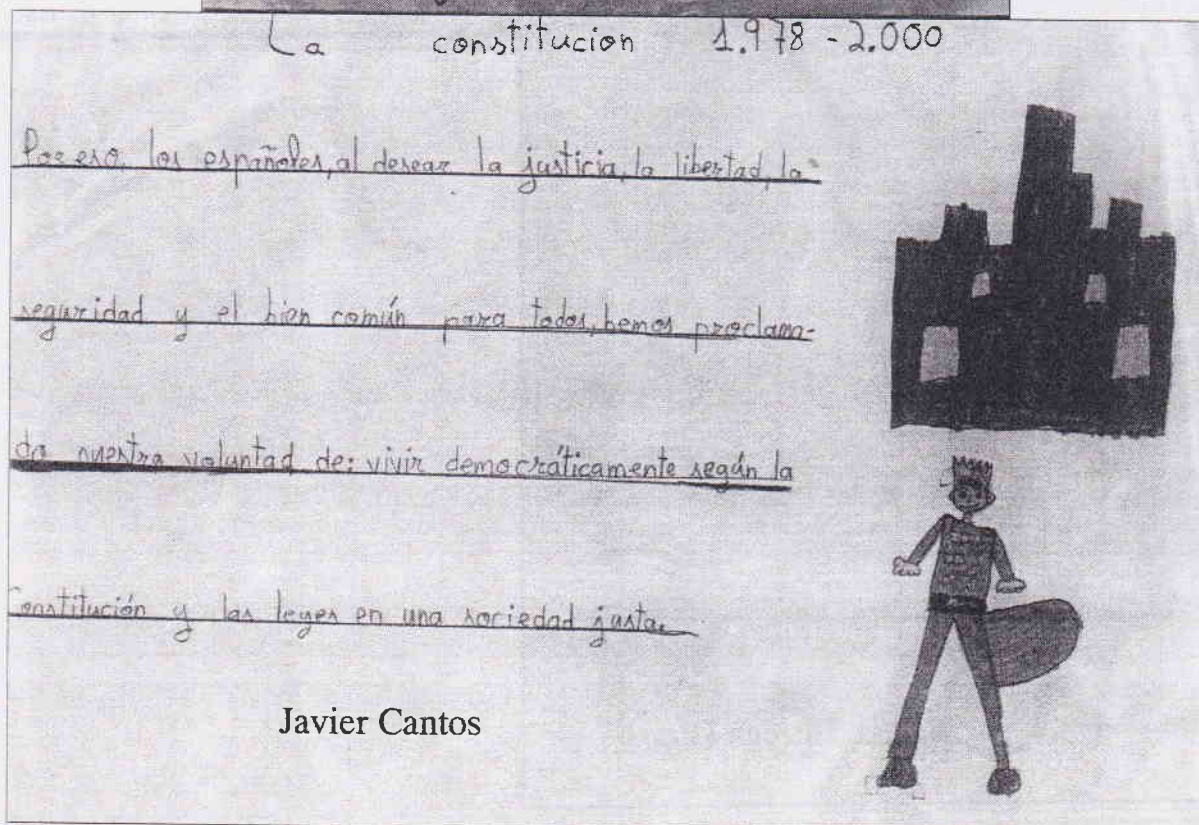 La constitucion 1.978 - 2.000
Por eso, los españoles, al desear la justicia, la libertad, la
seguridad y el bien común para todos, hemos proclama-
do nuestra voluntad de: vivir democráticamente según la
Constitución y las leyes en una sociedad justa.
Javier Cantos